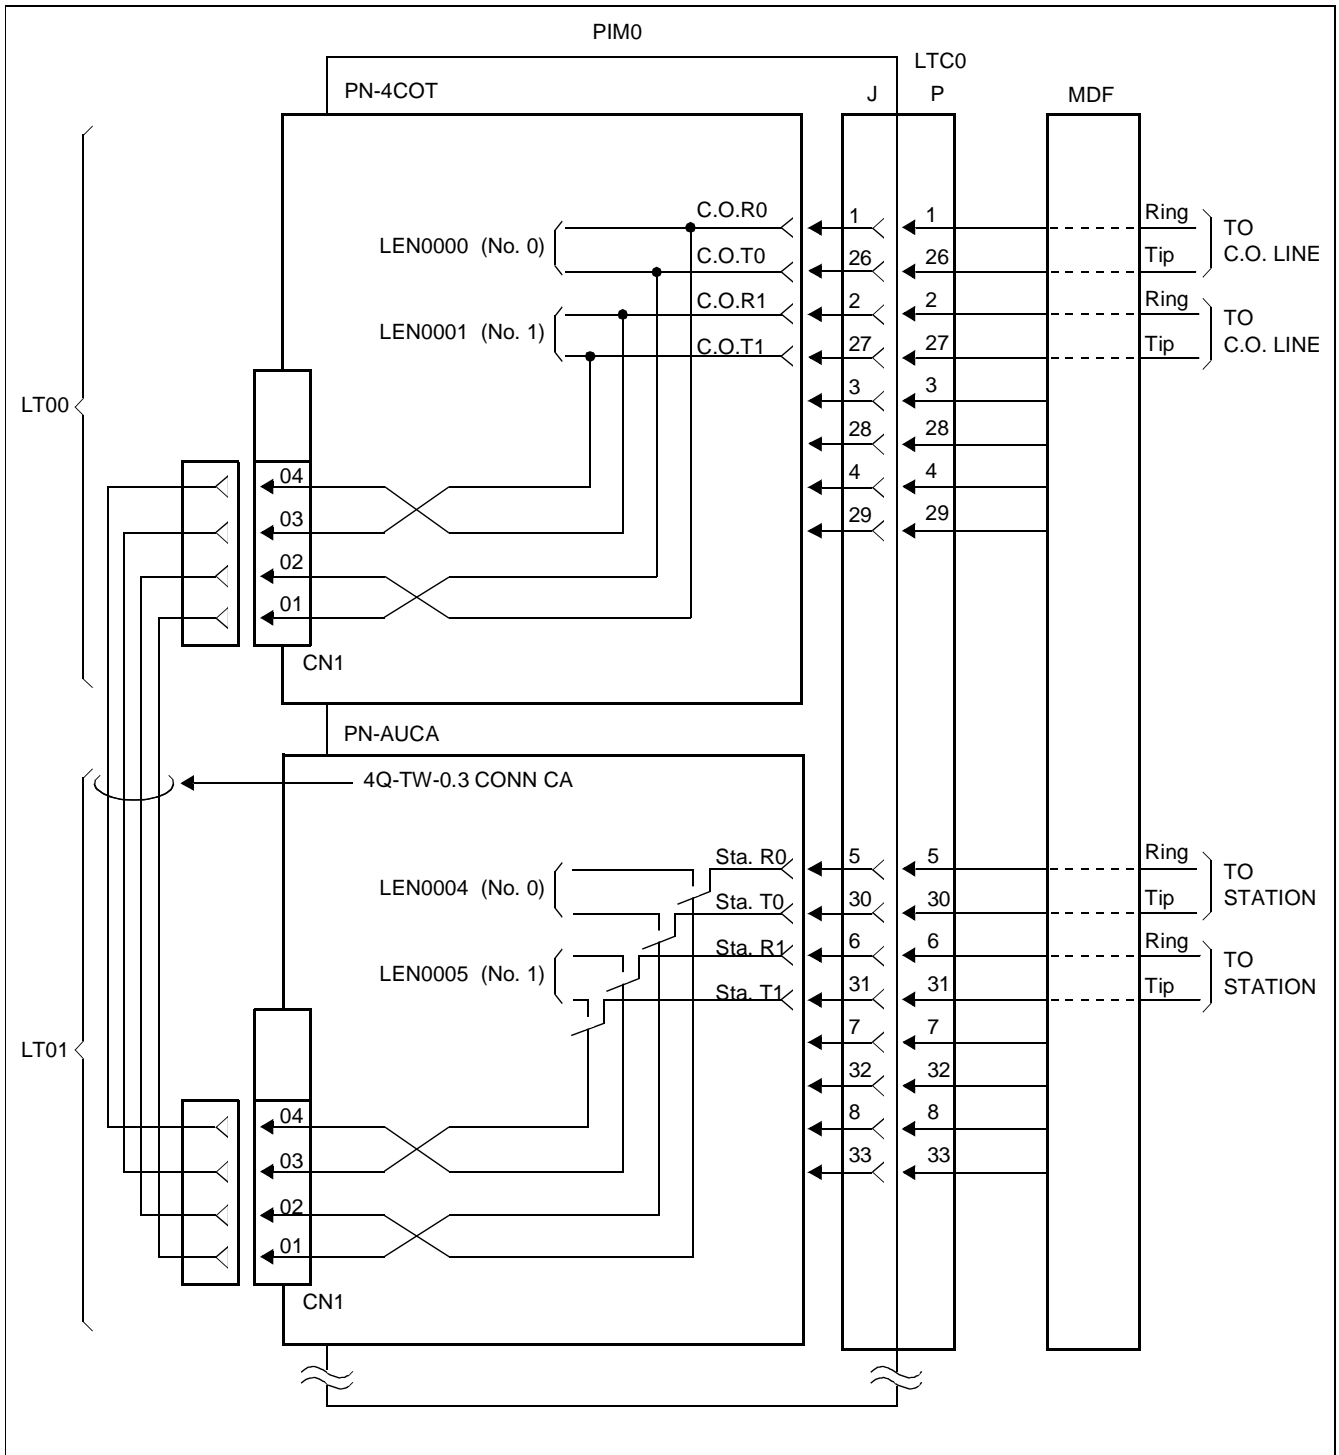 PIM0
LTC0
PN-4COT
J
P
MDF
C.O.R0
1
1
Ring
TO
C.O. LINE
LEN0000 (No. 0)
C.O.T0
26
26
Tip
C.O.R1
2
2
Ring
TO
C.O. LINE
LEN0001 (No. 1)
C.O.T1
27
27
Tip
3
3
LT00
28
28
04
4
4
03
29
29
02
01
CN1
PN-AUCA
4Q-TW-0.3 CONN CA
Sta. R0
5
5
Ring
TO
STATION
LEN0004 (No. 0)
Sta. T0
30
30
Tip
Sta. R1
6
6
Ring
TO
STATION
LEN0005 (No. 1)
Sta. T1
31
31
Tip
7
7
LT01
32
32
04
8
8
03
33
33
02
01
CN1